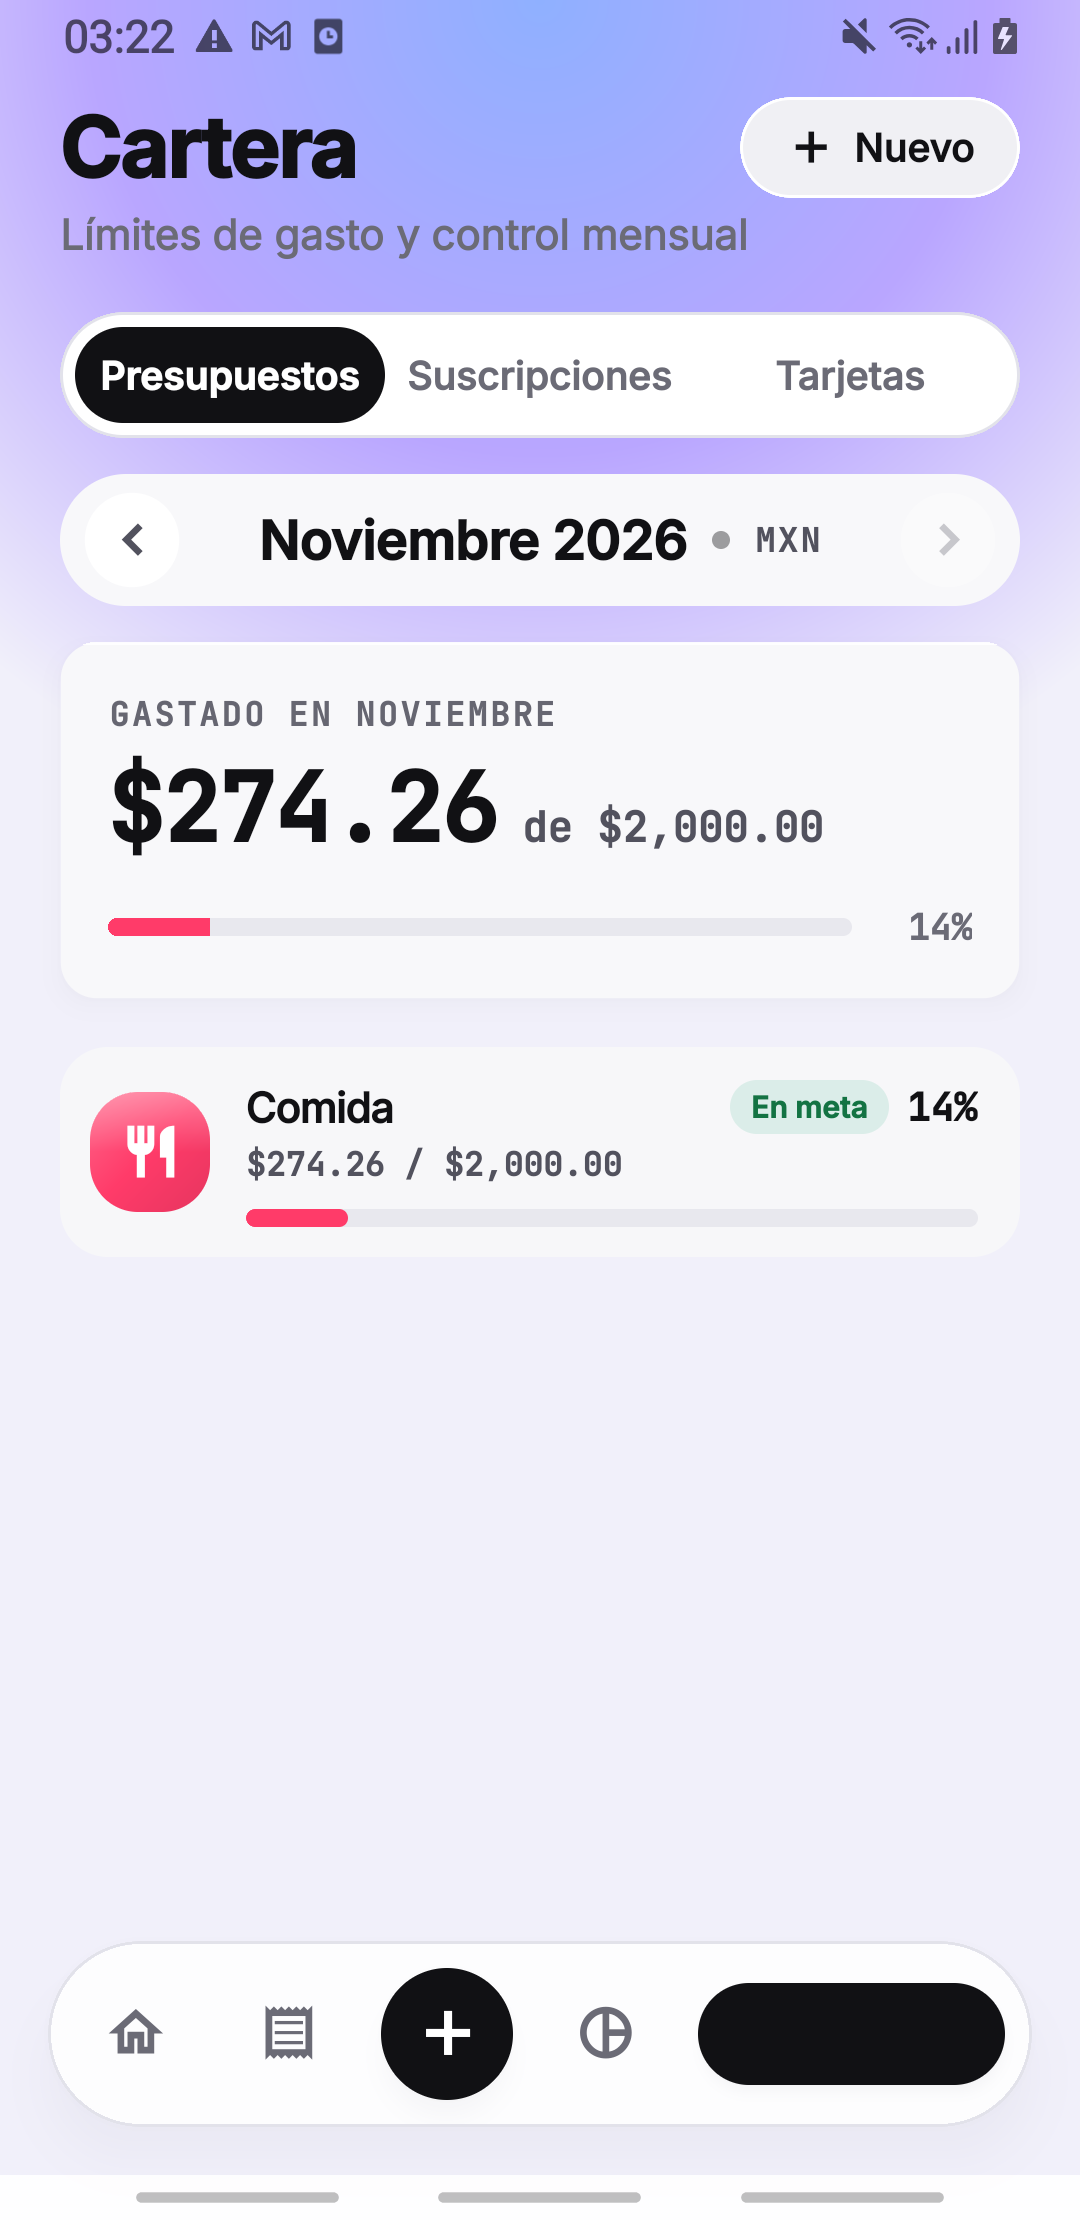 03:22
Cartera
+ Nuevo
Límites de gasto y control mensual
Presupuestos Suscripciones Tarjetas
Noviembre 2026 • MXN
GASTADO EN NOVIEMBRE
$274.26 de $2,000.00
14%
Comida En meta 14%
$274.26 / $2,000.00